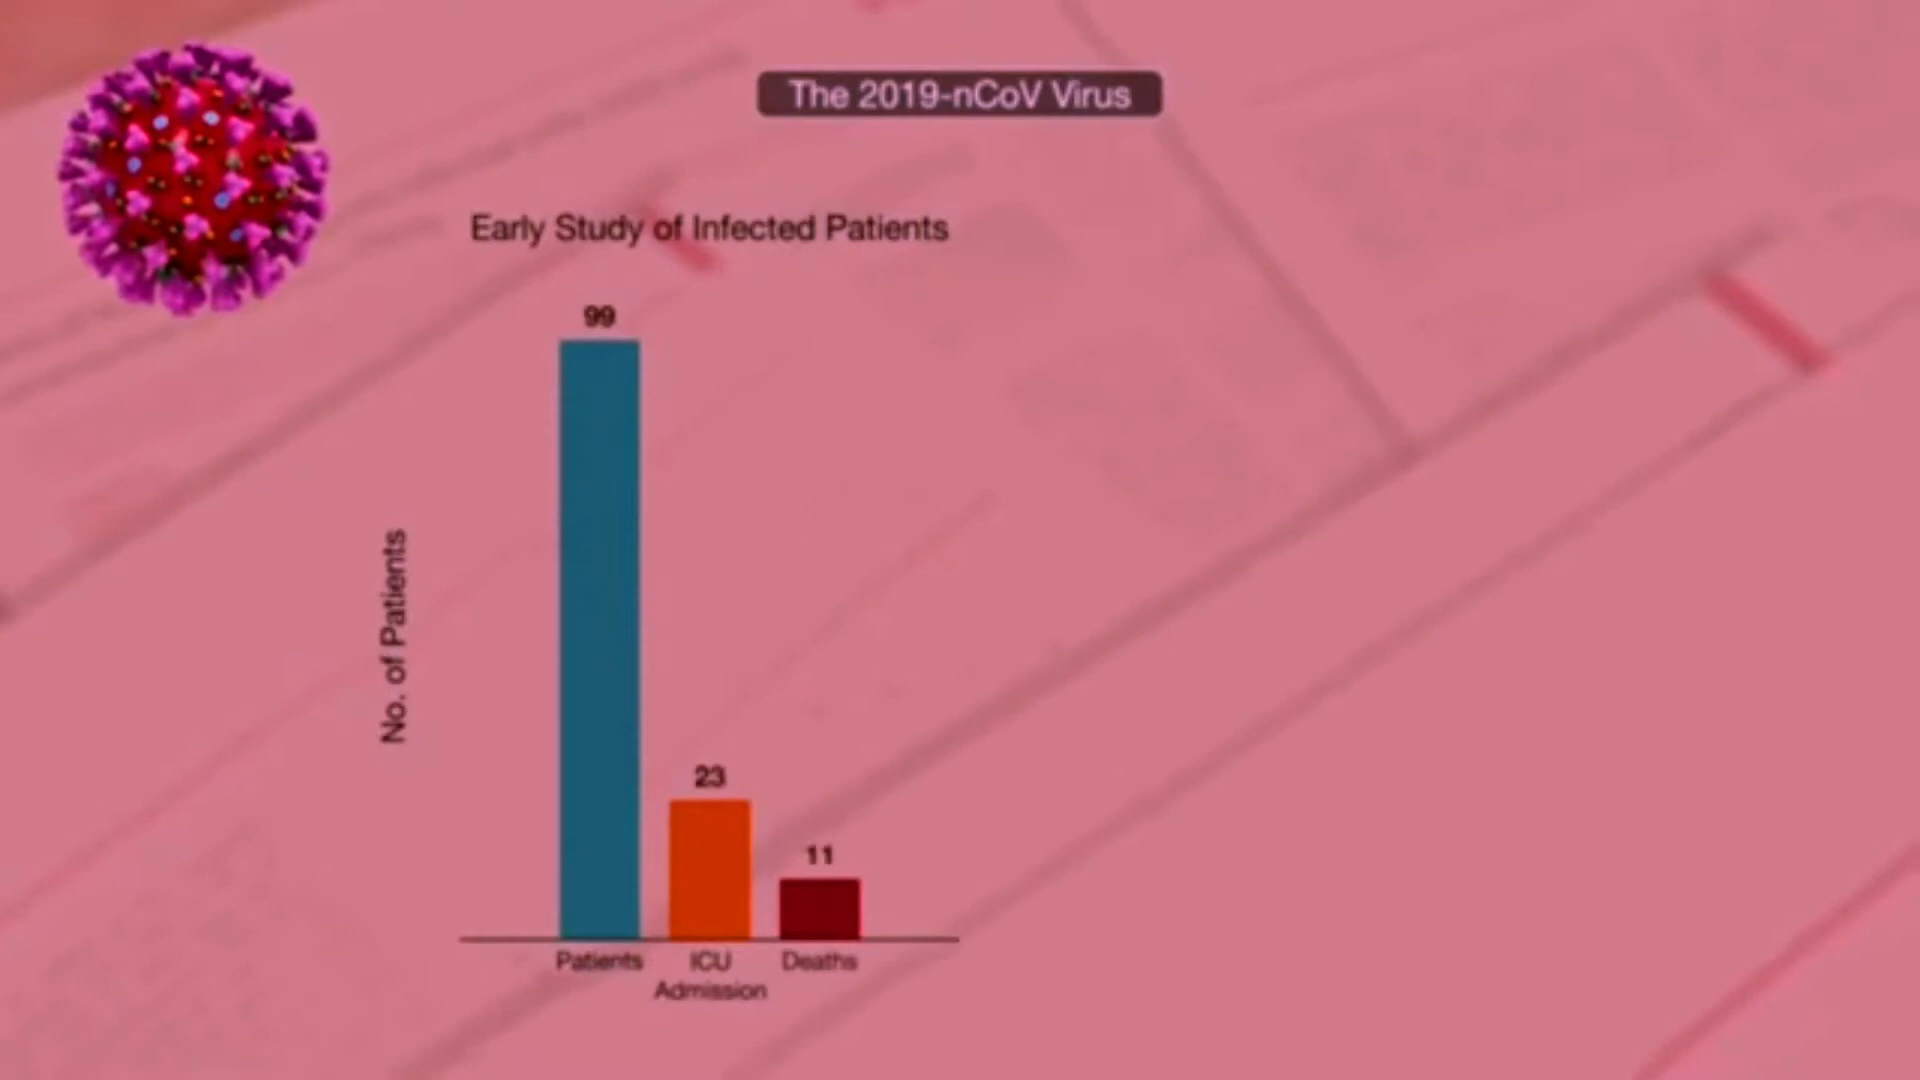 The 2019-nCoV Virus
Early Study of Infected Patients
99
No. of Patients
23
11
Patients
ICU
Admission
Deaths